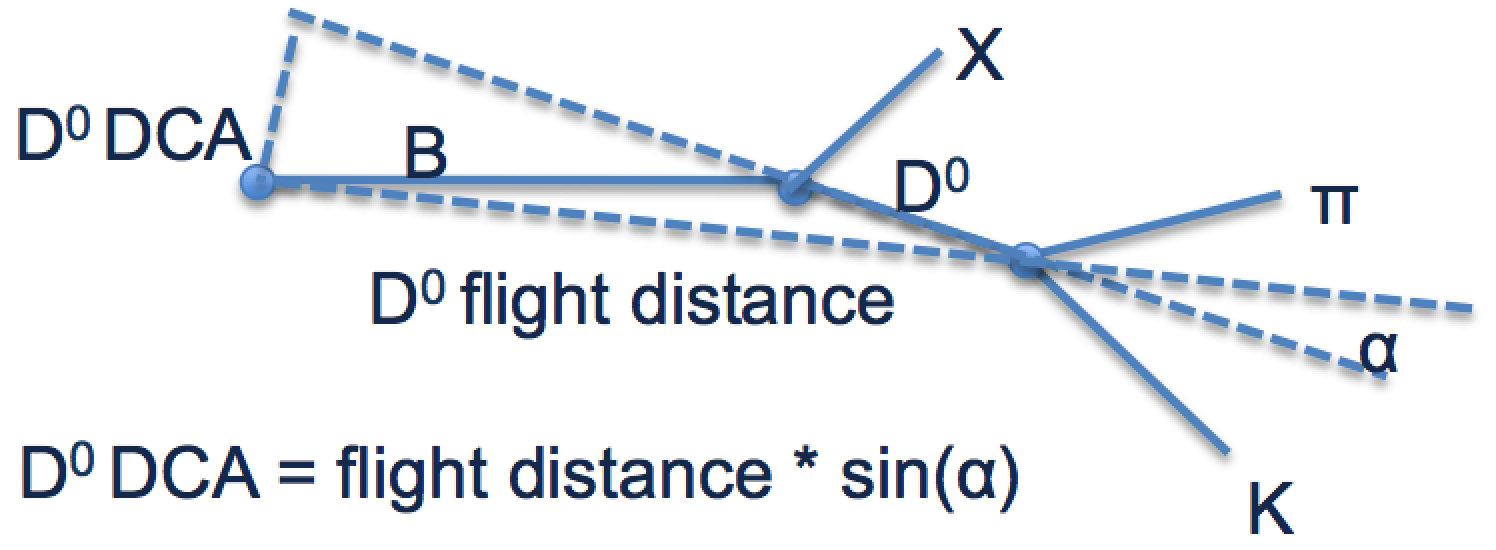 X
D⁰ DCA
B
D⁰
π
D⁰ flight distance
α
D⁰ DCA = flight distance * sin(α)
K